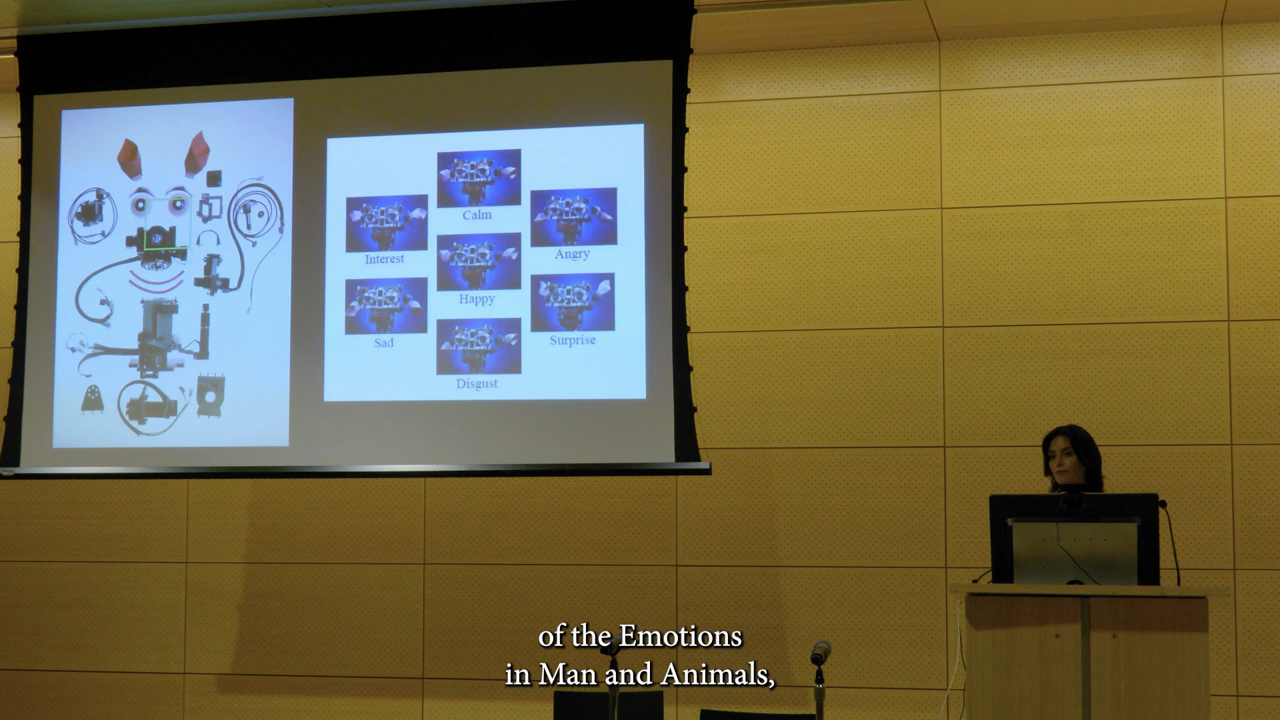 Calm
Interest
Angry
Happy
Sad
Surprise
Disgust
of the Emotions
in Man and Animals,